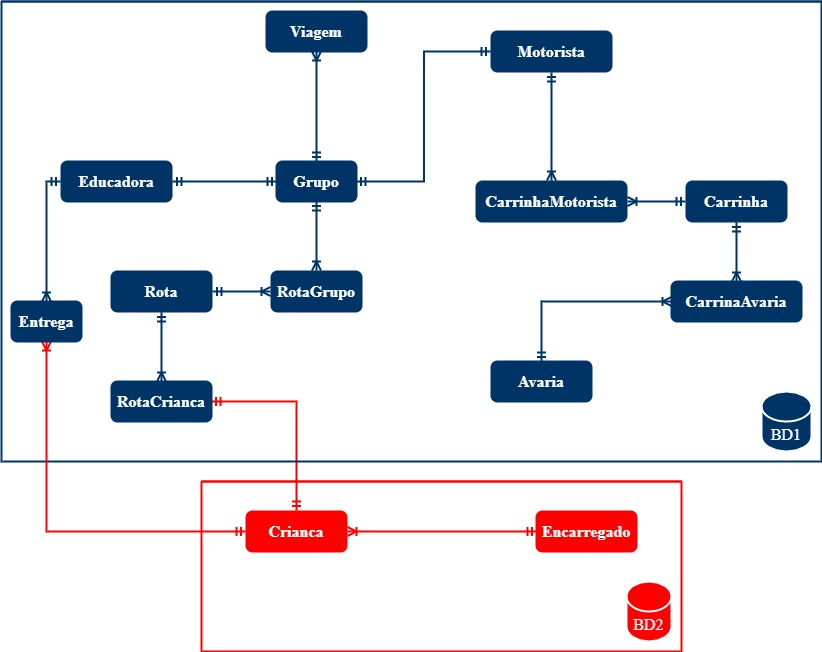 Viagem
Motorista
Educadora
Grupo
CarrinhaMotorista
Carrinha
Rota
RotaGrupo
CarrinaAvaria
Entrega
RotaCrianca
Avaria
BD1
Crianca
Encarregado
BD2